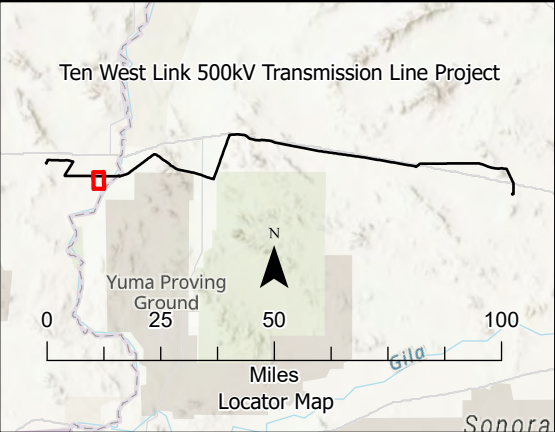 Ten West Link 500kV Transmission Line Project
N
Yuma Proving
Ground
0 25 50 100
Miles
Gila
Locator Map
Sonora